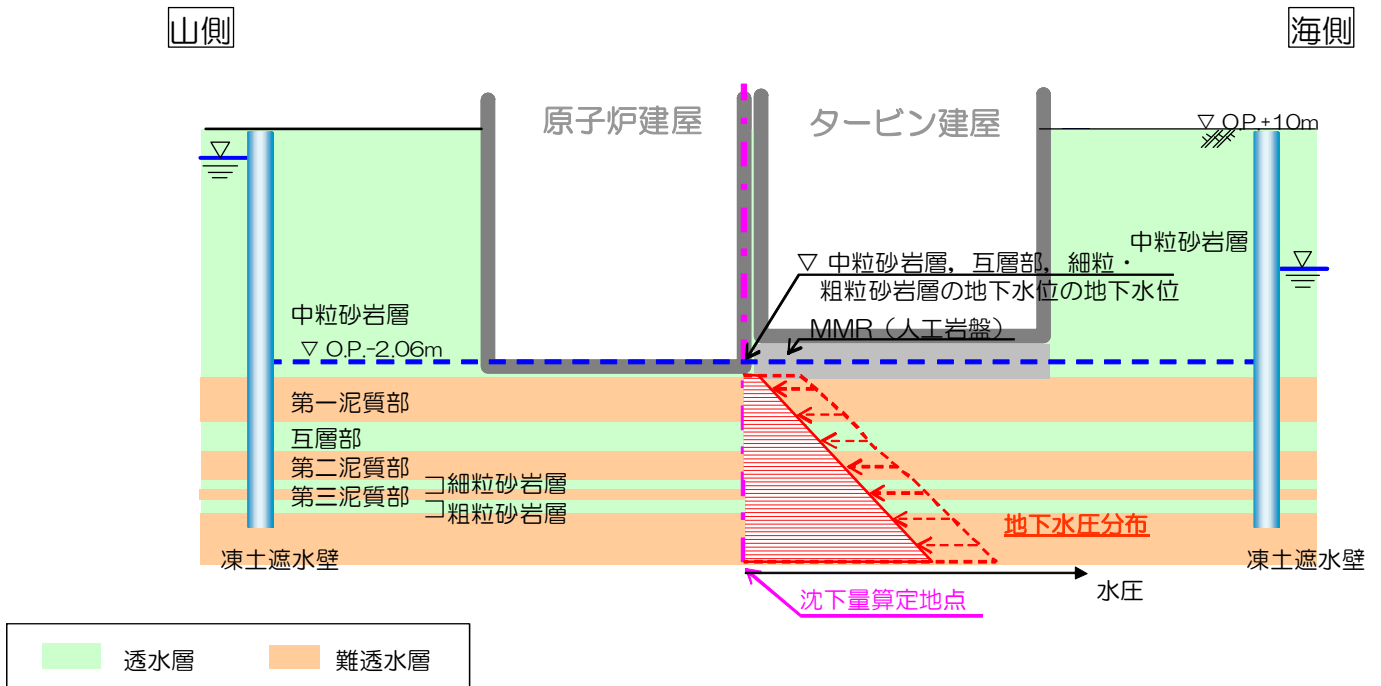 山側
海側
原子炉建屋
タービン建屋
▽ O.P.+10m
中粒砂岩層
▽ 中粒砂岩層，互層部，細粒・
粗粒砂岩層の地下水位の地下水位
MMR（人工岩盤）
中粒砂岩層
▽ O.P.-2.06m
第一泥質部
互層部
第二泥質部
細粒砂岩層
第三泥質部
粗粒砂岩層
地下水圧分布
凍土遮水壁
凍土遮水壁
水圧
沈下量算定地点
透水層
難透水層